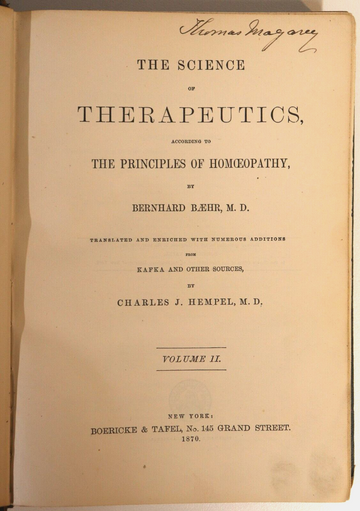 Thomas Magarey
THE SCIENCE
OF
THERAPEUTICS,
ACCORDING TO
THE PRINCIPLES OF HOMŒOPATHY,
BY
BERNHARD BÆHR, M. D.
TRANSLATED AND ENRICHED WITH NUMEROUS ADDITIONS
FROM
KAFKA AND OTHER SOURCES,
BY
CHARLES J. HEMPEL, M. D.
VOLUME II.
NEW YORK:
BOERICKE & TAFEL, No. 145 GRAND STREET.
1870.